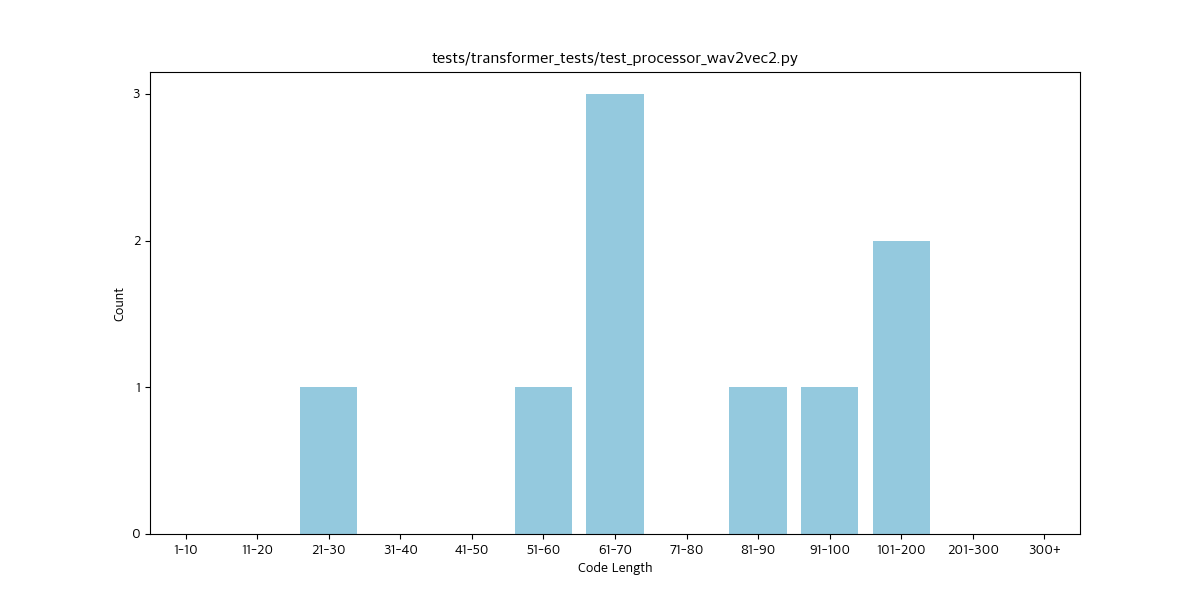 tests/transformer_tests/test_processor_wav2vec2.py
3
2
1
0
Count
1-10 11-20 21-30 31-40 41-50 51-60 61-70 71-80 81-90 91-100 101-200 201-300 300+
Code Length